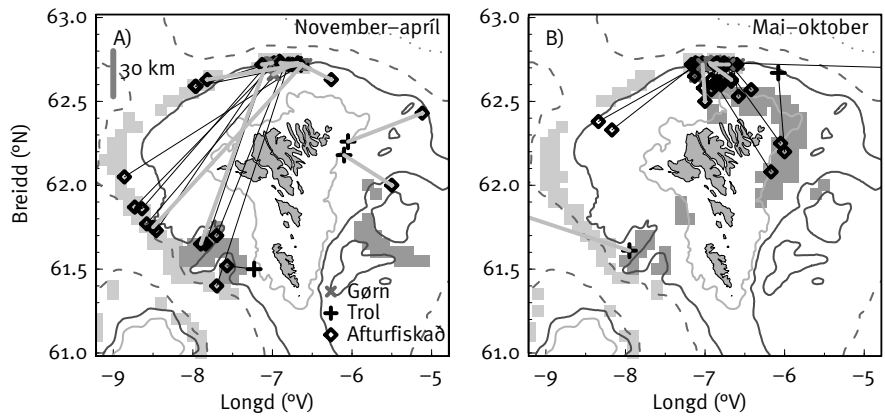 A) November–apríl
30 km
Gørn
Trol
Afturfiskað
63.0
62.5
62.0
61.5
61.0
Breidd (°N)
−9 −8 −7 −6 −5
Longd (°V)
B) Mai–oktober
63.0
62.5
62.0
61.5
61.0
−9 −8 −7 −6 −5
Longd (°V)